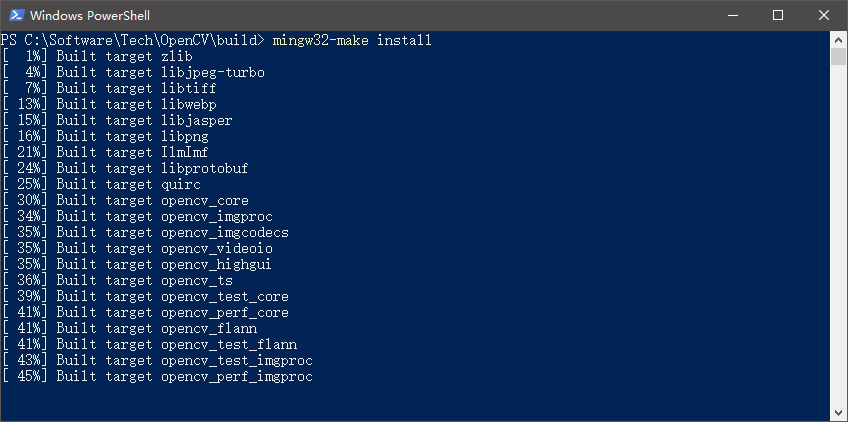 Windows PowerShell
PS C:\Software\Tech\OpenCV\build> mingw32-make install
[  1%] Built target zlib
[  4%] Built target libjpeg-turbo
[  7%] Built target libtiff
[ 13%] Built target libwebp
[ 15%] Built target libjasper
[ 16%] Built target libpng
[ 21%] Built target IlmImf
[ 24%] Built target libprotobuf
[ 25%] Built target quirc
[ 30%] Built target opencv_core
[ 34%] Built target opencv_imgproc
[ 35%] Built target opencv_imgcodecs
[ 35%] Built target opencv_videoio
[ 35%] Built target opencv_highgui
[ 36%] Built target opencv_ts
[ 39%] Built target opencv_test_core
[ 41%] Built target opencv_perf_core
[ 41%] Built target opencv_flann
[ 41%] Built target opencv_test_flann
[ 43%] Built target opencv_test_imgproc
[ 45%] Built target opencv_perf_imgproc